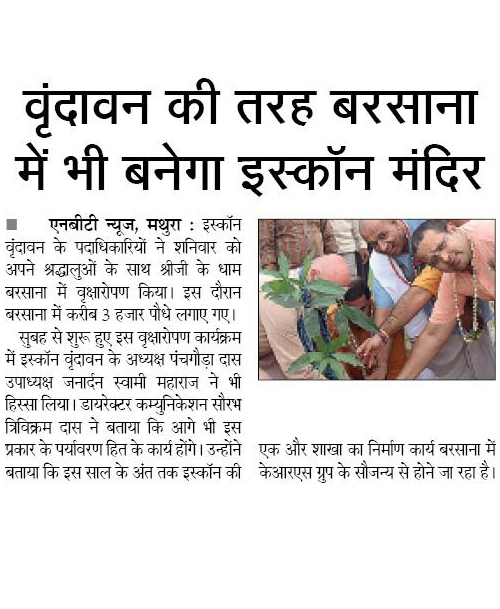 वृंदावन की तरह बरसाना
में भी बनेगा इस्कॉन मंदिर
■ एनबीटी न्यूज, मथुरा : इस्कॉन
वृंदावन के पदाधिकारियों ने शनिवार को
अपने श्रद्धालुओं के साथ श्रीजी के धाम
बरसाना में वृक्षारोपण किया। इस दौरान
बरसाना में करीब 3 हजार पौधे लगाए गए।
सुबह से शुरू हुए इस वृक्षारोपण कार्यक्रम
में इस्कॉन वृंदावन के अध्यक्ष पंचगौड़ा दास
उपाध्यक्ष जनार्दन स्वामी महाराज ने भी
हिस्सा लिया। डायरेक्टर कम्युनिकेशन सौरभ
त्रिविक्रम दास ने बताया कि आगे भी इस
प्रकार के पर्यावरण हित के कार्य होंगे। उन्होंने
बताया कि इस साल के अंत तक इस्कॉन की
एक और शाखा का निर्माण कार्य बरसाना में
केआरएस ग्रुप के सौजन्य से होने जा रहा है।